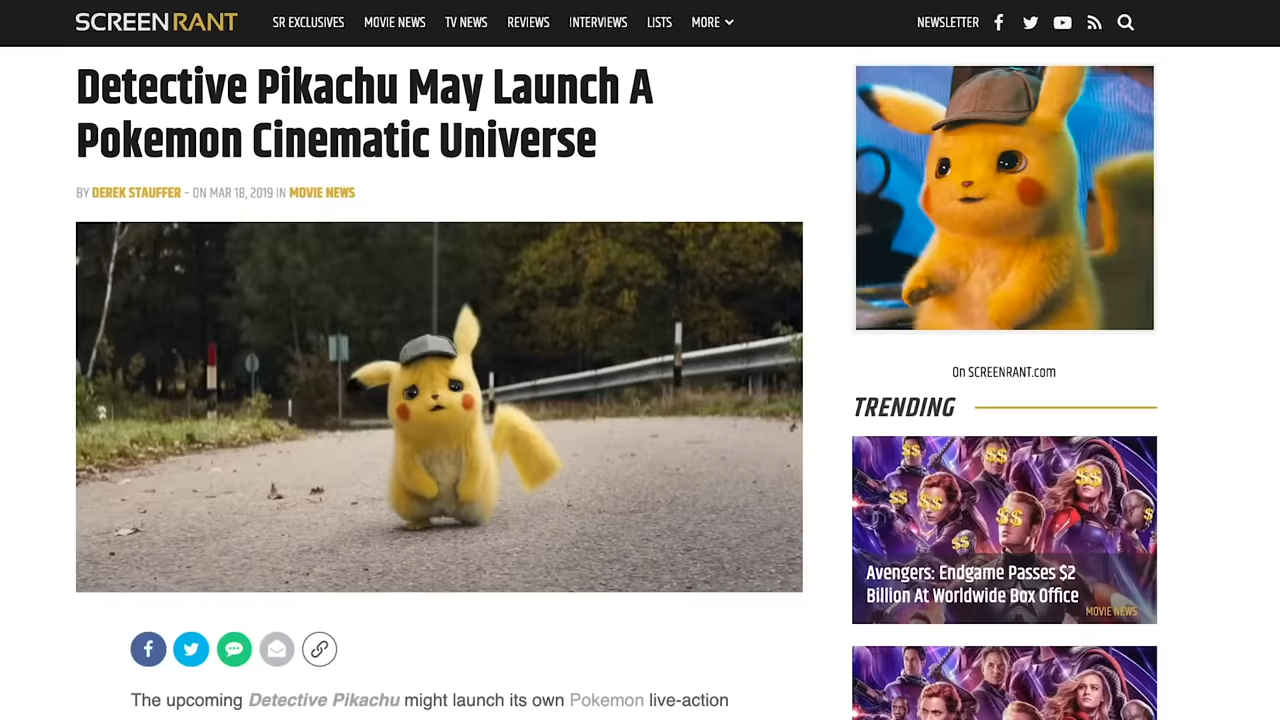 SCREENRANT
SR EXCLUSIVES MOVIE NEWS TV NEWS REVIEWS INTERVIEWS LISTS MORE
NEWSLETTER
Detective Pikachu May Launch A
Pokemon Cinematic Universe
BY DEREK STAUFFER – ON MAR 18, 2019 IN MOVIE NEWS
The upcoming Detective Pikachu might launch its own Pokemon live-action
On SCREENRANT.com
TRENDING
$$
$$
$$
$$
$$
$$
$$
$$
Avengers: Endgame Passes $2
Billion At Worldwide Box Office
MOVIE NEWS